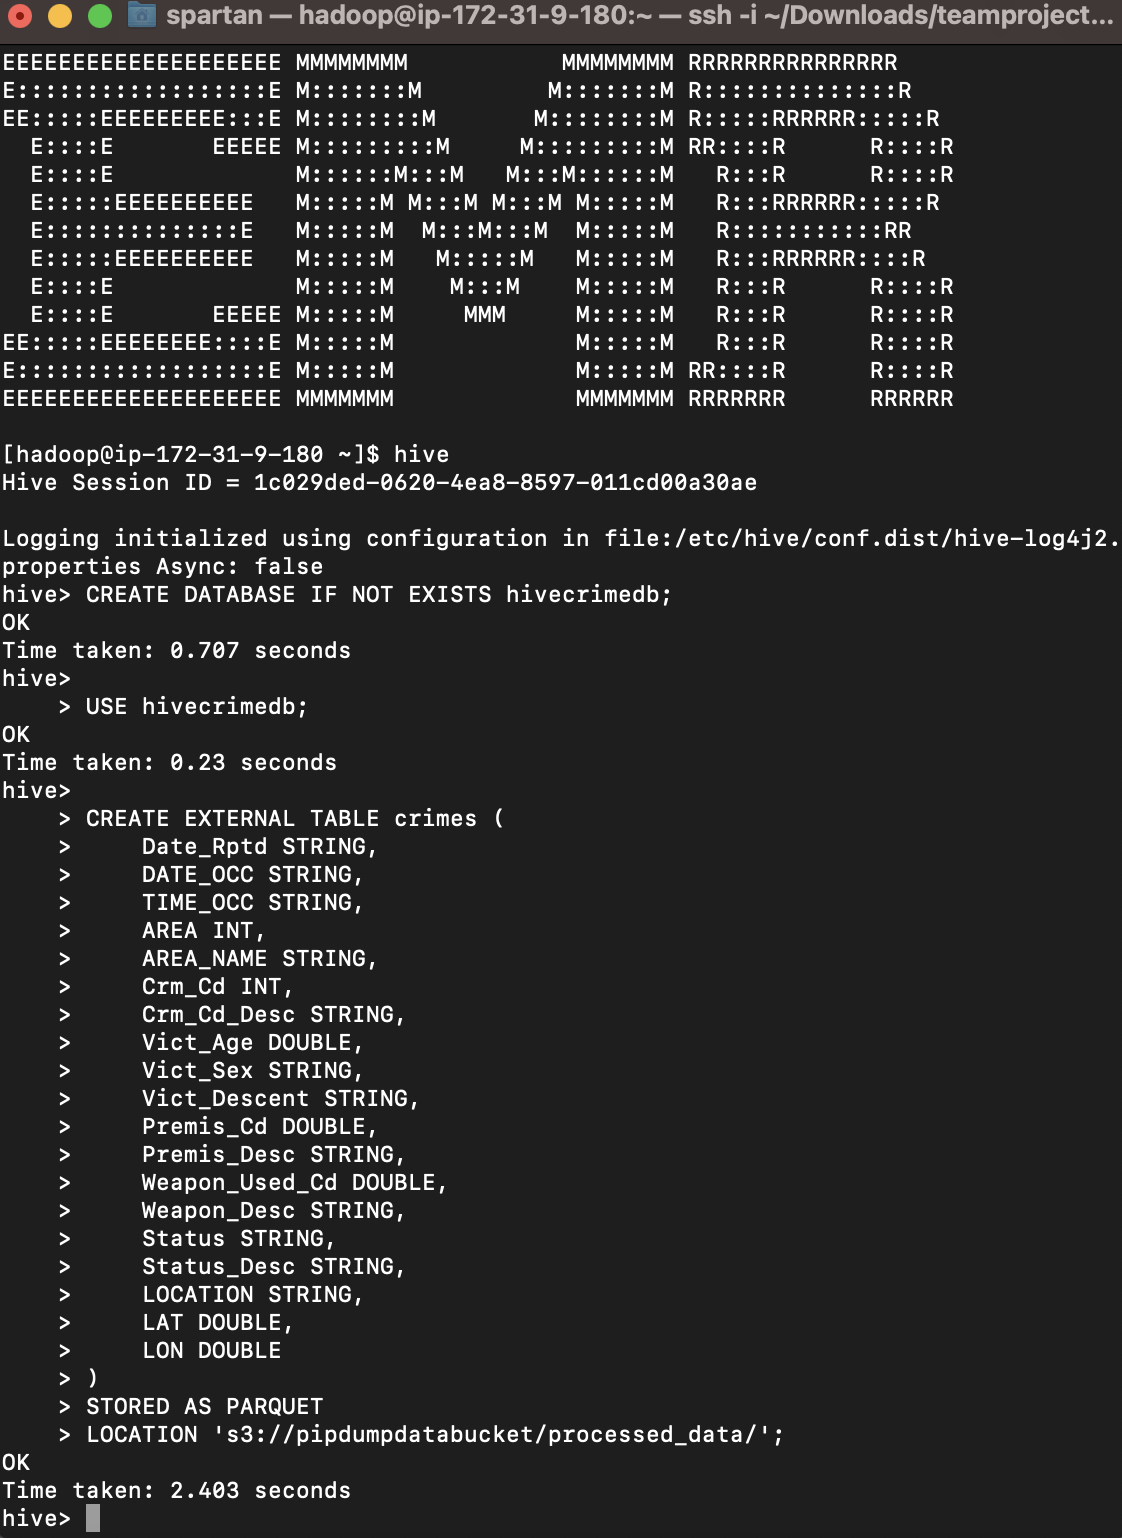 spartan — hadoop@ip-172-31-9-180:~ — ssh -i ~/Downloads/teamproject...
EEEEEEEEEEEEEEEEEEEE MMMMMMMM           MMMMMMMM RRRRRRRRRRRRRRR
E::::::::::::::::::E M:::::::M         M:::::::M R::::::::::::::R
EE:::::EEEEEEEEE:::E M::::::::M       M::::::::M R:::::RRRRRR:::::R
  E::::E       EEEEE M:::::::::M     M:::::::::M RR::::R      R::::R
  E::::E             M::::::M:::M   M:::M::::::M   R:::R      R::::R
  E:::::EEEEEEEEEE   M:::::M M:::M M:::M M:::::M   R:::RRRRRR:::::R
  E::::::::::::::E   M:::::M  M:::M:::M  M:::::M   R:::::::::::RR
  E:::::EEEEEEEEEE   M:::::M   M:::::M   M:::::M   R:::RRRRRR::::R
  E::::E             M:::::M    M:::M    M:::::M   R:::R      R::::R
  E::::E       EEEEE M:::::M     MMM     M:::::M   R:::R      R::::R
EE:::::EEEEEEEE::::E M:::::M             M:::::M   R:::R      R::::R
E::::::::::::::::::E M:::::M             M:::::M RR::::R      R::::R
EEEEEEEEEEEEEEEEEEEE MMMMMMM             MMMMMMM RRRRRRR      RRRRRR
[hadoop@ip-172-31-9-180 ~]$ hive
Hive Session ID = 1c029ded-0620-4ea8-8597-011cd00a30ae
Logging initialized using configuration in file:/etc/hive/conf.dist/hive-log4j2.
properties Async: false
hive> CREATE DATABASE IF NOT EXISTS hivecrimedb;
OK
Time taken: 0.707 seconds
hive>
    > USE hivecrimedb;
OK
Time taken: 0.23 seconds
hive>
    > CREATE EXTERNAL TABLE crimes (
    >     Date_Rptd STRING,
    >     DATE_OCC STRING,
    >     TIME_OCC STRING,
    >     AREA INT,
    >     AREA_NAME STRING,
    >     Crm_Cd INT,
    >     Crm_Cd_Desc STRING,
    >     Vict_Age DOUBLE,
    >     Vict_Sex STRING,
    >     Vict_Descent STRING,
    >     Premis_Cd DOUBLE,
    >     Premis_Desc STRING,
    >     Weapon_Used_Cd DOUBLE,
    >     Weapon_Desc STRING,
    >     Status STRING,
    >     Status_Desc STRING,
    >     LOCATION STRING,
    >     LAT DOUBLE,
    >     LON DOUBLE
    > )
    > STORED AS PARQUET
    > LOCATION 's3://pipdumpdatabucket/processed_data/';
OK
Time taken: 2.403 seconds
hive>